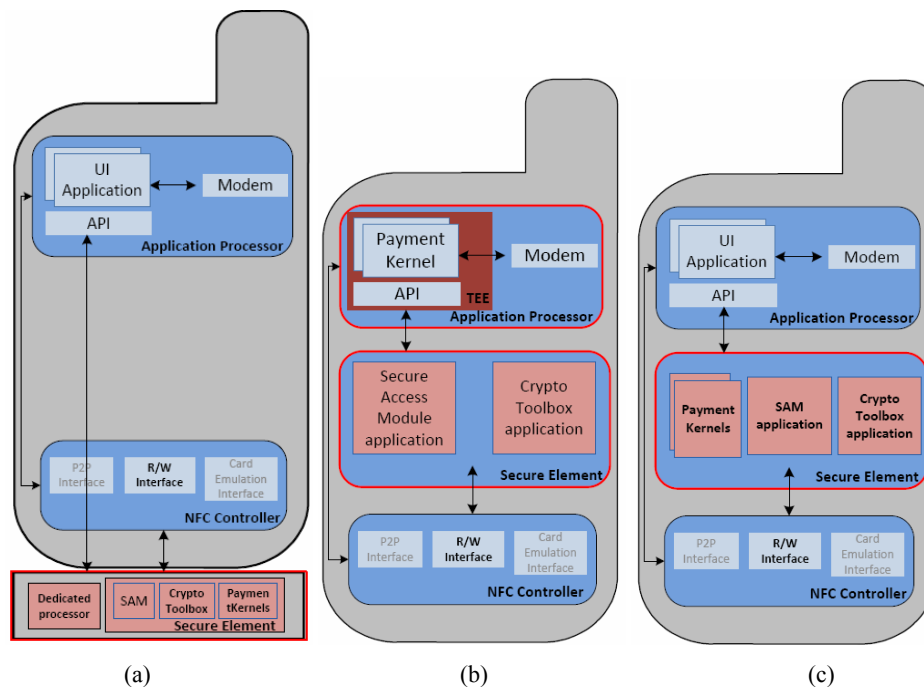 UI
Application
Modem
API
Application Processor
P2P
Interface
R/W
Interface
Card
Emulation
Interface
NFC Controller
Dedicated
processor
SAM
Crypto
Toolbox
Paymen
tKernels
Secure Element
(a)
Payment
Kernel
Modem
API
TEE
Application Processor
Secure
Access
Module
application
Crypto
Toolbox
application
Secure Element
P2P
Interface
R/W
Interface
Card
Emulation
Interface
NFC Controller
(b)
UI
Application
Modem
API
Application Processor
Payment
Kernels
SAM
application
Crypto
Toolbox
application
Secure Element
P2P
Interface
R/W
Interface
Card
Emulation
Interface
NFC Controller
(c)